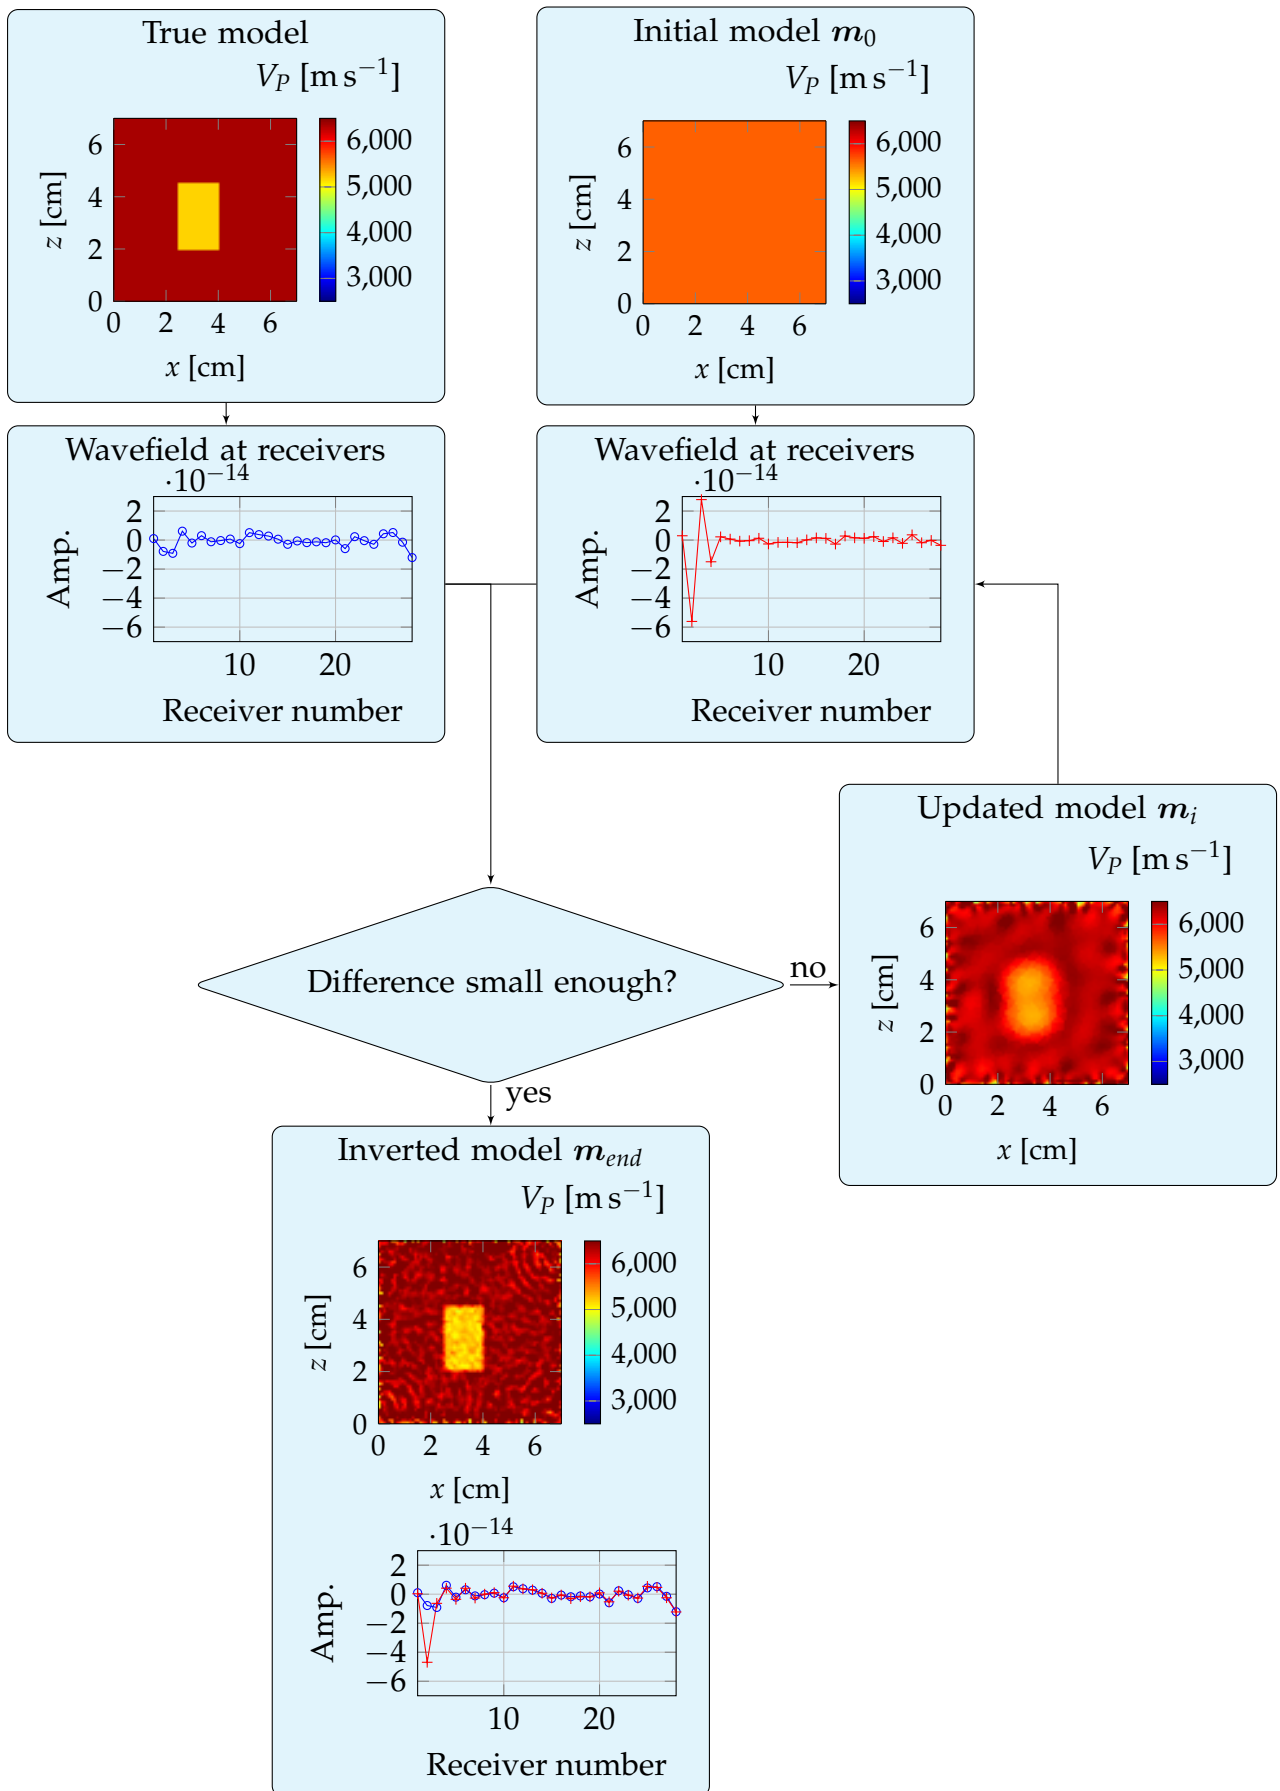 True model
V_P [m s⁻¹]
6
4
2
0
z [cm]
0 2 4 6
x [cm]
6,000
5,000
4,000
3,000
Initial model m₀
V_P [m s⁻¹]
6
4
2
0
z [cm]
0 2 4 6
x [cm]
6,000
5,000
4,000
3,000
Wavefield at receivers
·10⁻¹⁴
2
0
−2
−4
−6
Amp.
10 20
Receiver number
Wavefield at receivers
·10⁻¹⁴
2
0
−2
−4
−6
Amp.
10 20
Receiver number
Updated model m_i
V_P [m s⁻¹]
6
4
2
0
z [cm]
0 2 4 6
x [cm]
6,000
5,000
4,000
3,000
Difference small enough?
no
yes
Inverted model m_end
V_P [m s⁻¹]
6
4
2
0
z [cm]
0 2 4 6
x [cm]
6,000
5,000
4,000
3,000
·10⁻¹⁴
2
0
−2
−4
−6
Amp.
10 20
Receiver number